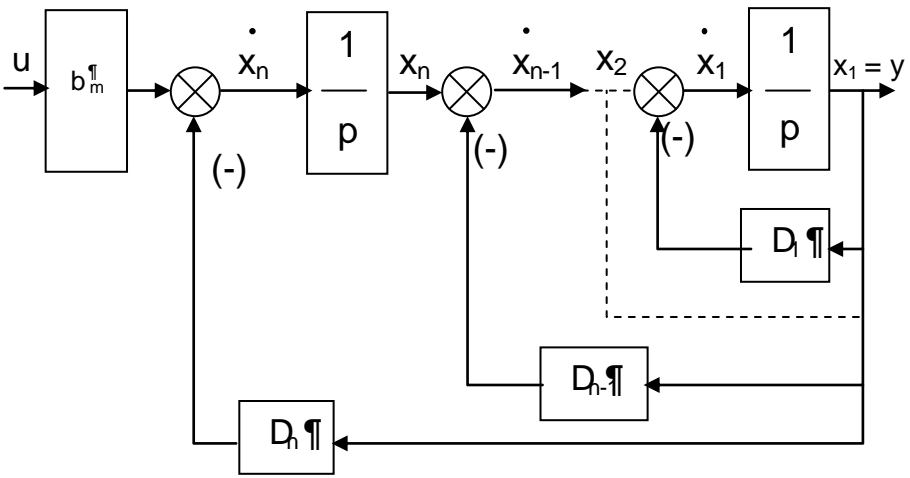 u
b¶m
ẋn
1
p
xn
ẋn-1
x2
ẋ1
1
p
x1 = y
(-)
(-)
(-)
D1 ¶
Dn-1 ¶
Dn ¶